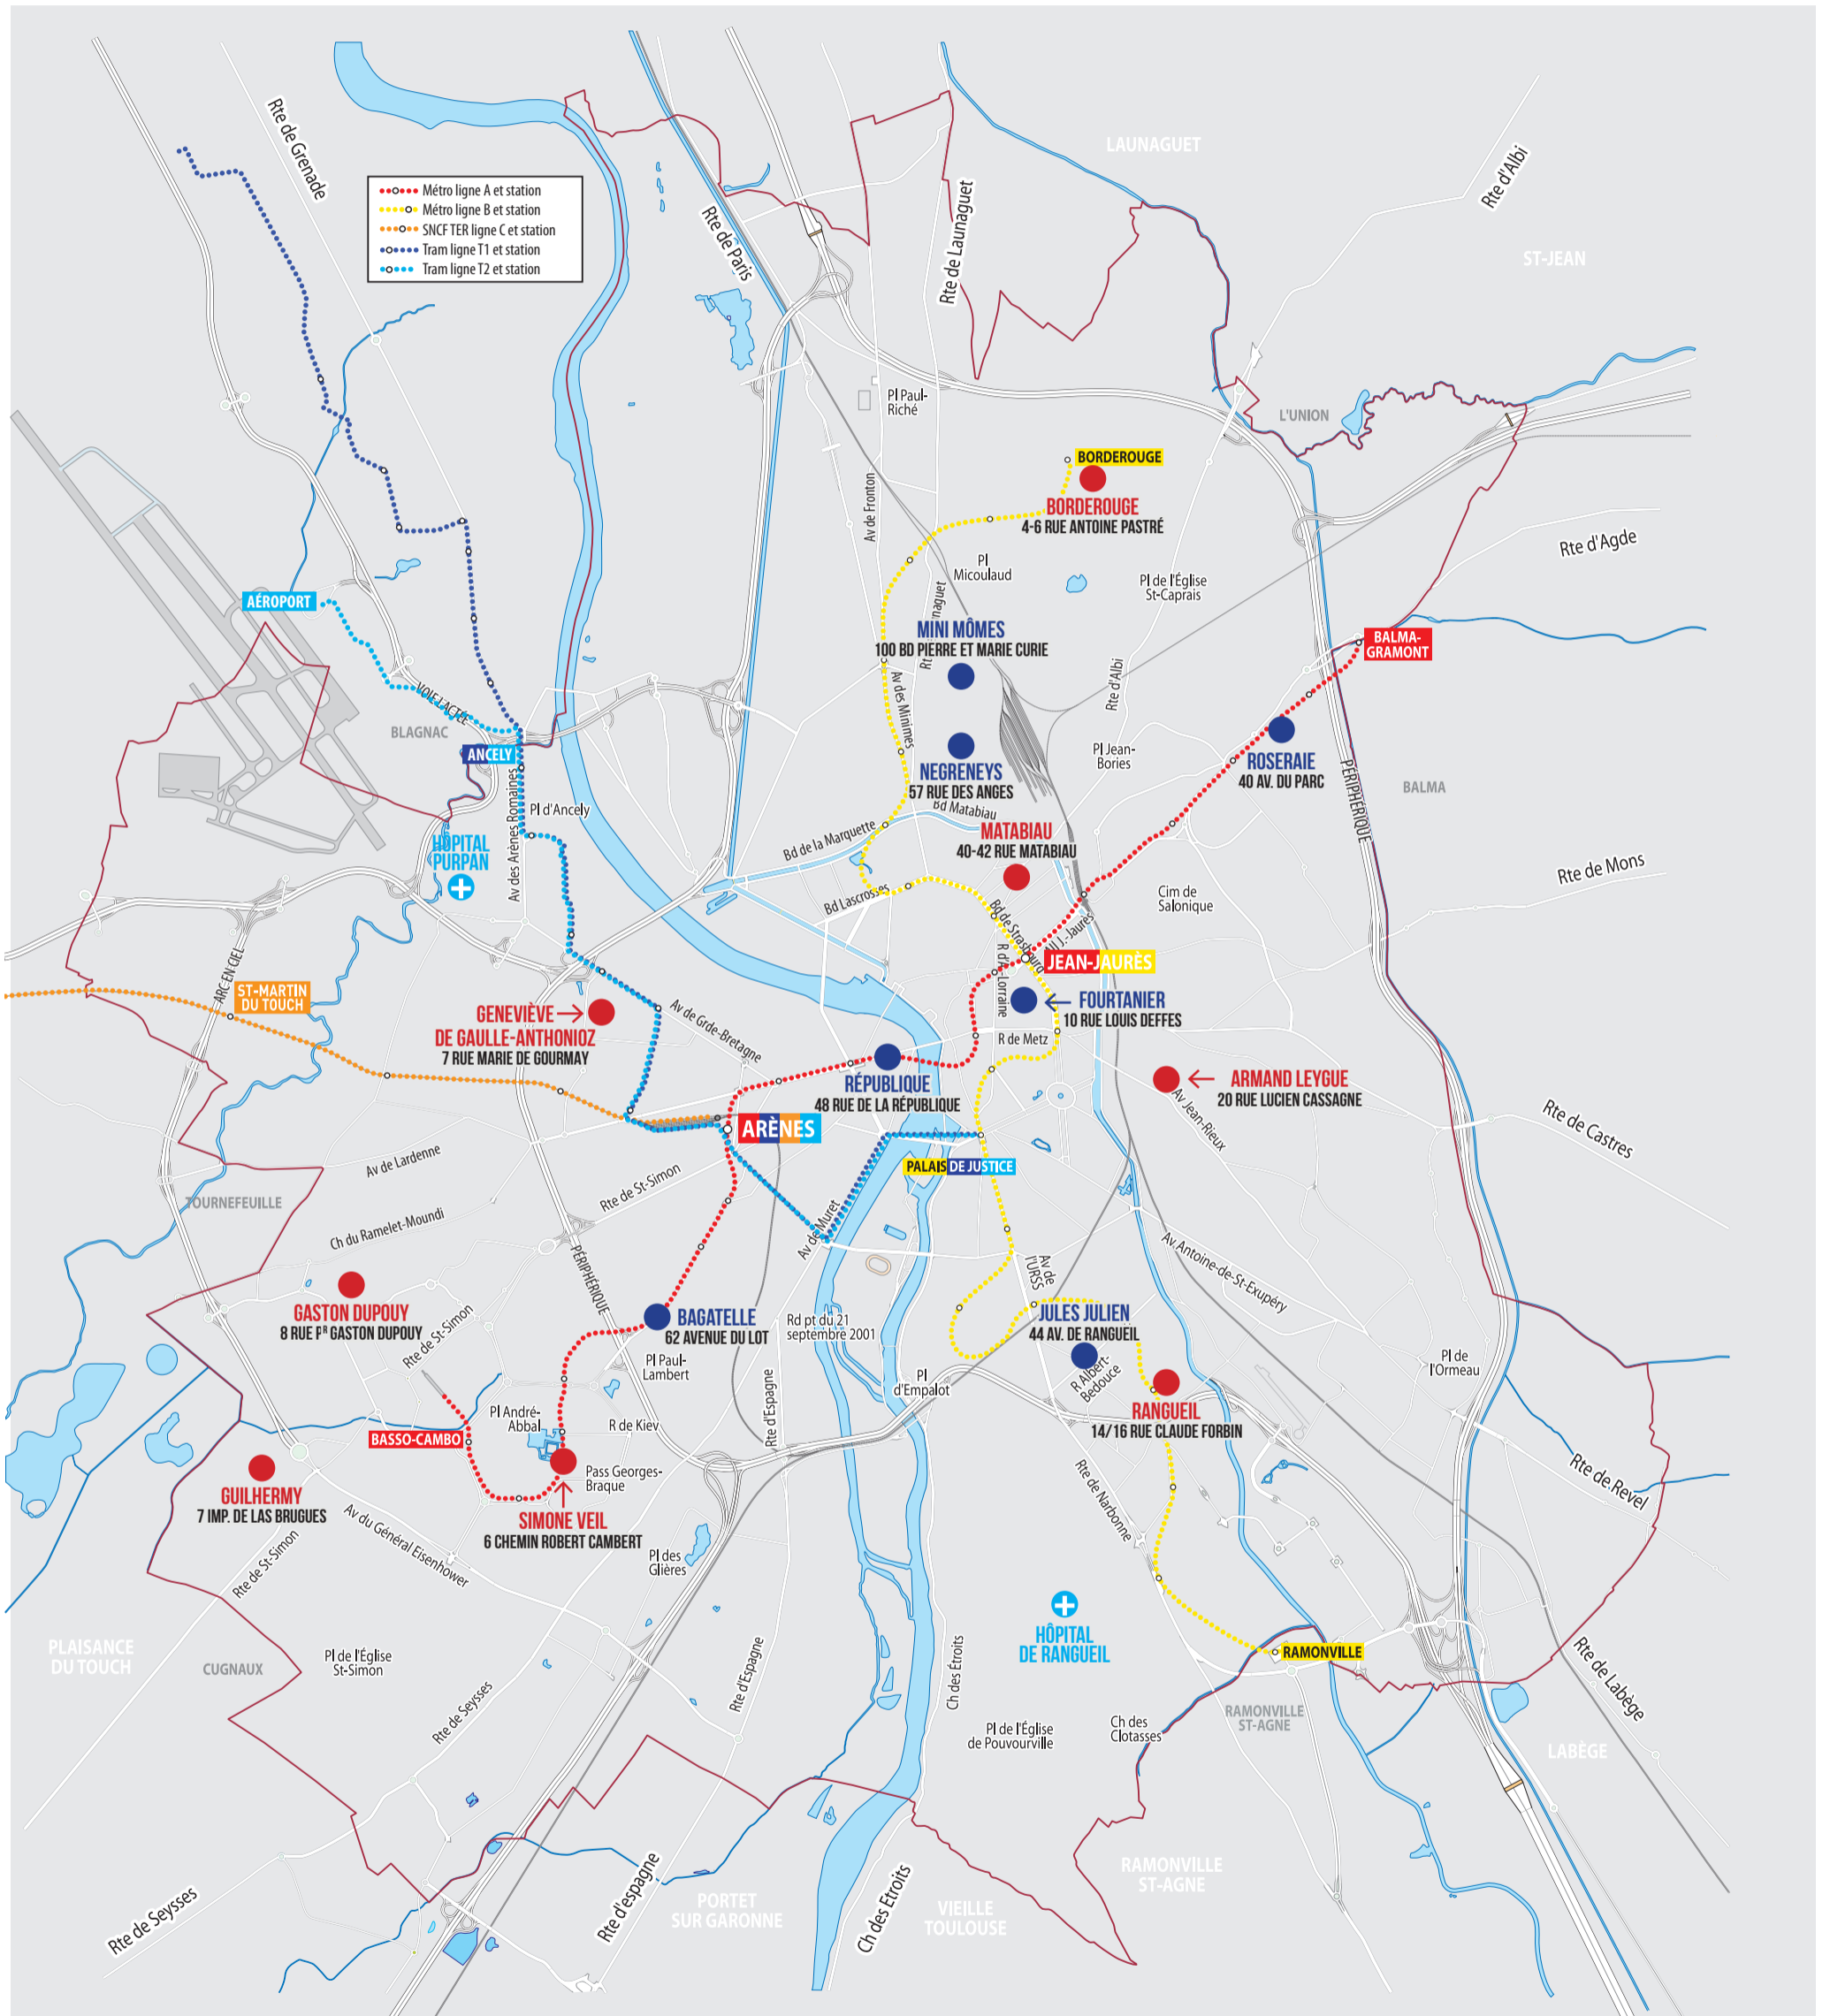 Rte de Grenade
Métro ligne A et station
Métro ligne B et station
SNCF TER ligne C et station
Tram ligne T1 et station
Tram ligne T2 et station
Rte de Paris
Rte de Launaguet
LAUNAGUET
Rte d'Albi
ST-JEAN
L'UNION
Pl Paul-
Riché
BORDEROUGE
BORDEROUGE
4-6 RUE ANTOINE PASTRÉ
Av de Fronton
Rte d'Agde
Pl
Micoulaud
Pl de l'Église
St-Caprais
AÉROPORT
MINI MÔMES
100 BD PIERRE ET MARIE CURIE
BALMA-
GRAMONT
Rte d'Albi
Av des Minimes
VOIE LACTÉE
BLAGNAC
ANCELY
Pl Jean-
Bories
ROSERAIE
40 AV. DU PARC
PÉRIPHÉRIQUE
BALMA
NEGRENEYS
57 RUE DES ANGES
Bd Matabiau
Pl d'Ancely
Av des Arènes Romaines
Bd de la Marquette
MATABIAU
40-42 RUE MATABIAU
HÔPITAL
PURPAN
Bd Lascrosses
Cim de
Salonique
Rte de Mons
Bd de Strasbourg
All J.-Jaurès
JEAN-JAURÈS
ARC-EN CIEL
ST-MARTIN
DU TOUCH
GENEVIÈVE
DE GAULLE-ANTHONIOZ
7 RUE MARIE DE GOURMAY
Av de Grde-Bretagne
R d'A-Lorraine
FOURTANIER
10 RUE LOUIS DEFFES
R de Metz
RÉPUBLIQUE
48 RUE DE LA RÉPUBLIQUE
ARMAND LEYGUE
20 RUE LUCIEN CASSAGNE
Av Jean-Rieux
Rte de Castres
ARÈNES
PALAIS DE JUSTICE
Av de Lardenne
Rte de St-Simon
TOURNEFEUILLE
Ch du Ramelet-Moundi
Av de Muret
PÉRIPHÉRIQUE
Av de
l'URSS
Av. Antoine-de-St-Exupéry
GASTON DUPOUY
8 RUE PR GASTON DUPOUY
Rte de St-Simon
BAGATELLE
62 AVENUE DU LOT
Rd pt du 21
septembre 2001
JULES JULIEN
44 AV. DE RANGUEIL
Pl Paul-
Lambert
Pl
d'Empalot
R Albert-
Bedouce
Pl de
l'Ormeau
RANGUEIL
14/16 RUE CLAUDE FORBIN
Pl André-
Abbal
R de Kiev
Rte d'Espagne
BASSO-CAMBO
Pass Georges-
Braque
Rte de Narbonne
Rte de Revel
GUILHERMY
7 IMP. DE LAS BRUGUES
SIMONE VEIL
6 CHEMIN ROBERT CAMBERT
Av du Général Eisenhower
Rte de St-Simon
Pl des
Glières
HÔPITAL
DE RANGUEIL
PLAISANCE
DU TOUCH
CUGNAUX
Pl de l'Église
St-Simon
Rte d'Espagne
Ch des Étroits
RAMONVILLE
Rte de Labège
Rte de Seysses
Pl de l'Église
de Pouvourville
Ch des
Clotasses
RAMONVILLE
ST-AGNE
LABÈGE
Rte de Seysses
Rte d'espagne
PORTET
SUR GARONNE
Ch des Etroits
VIEILLE
TOULOUSE
RAMONVILLE
ST-AGNE